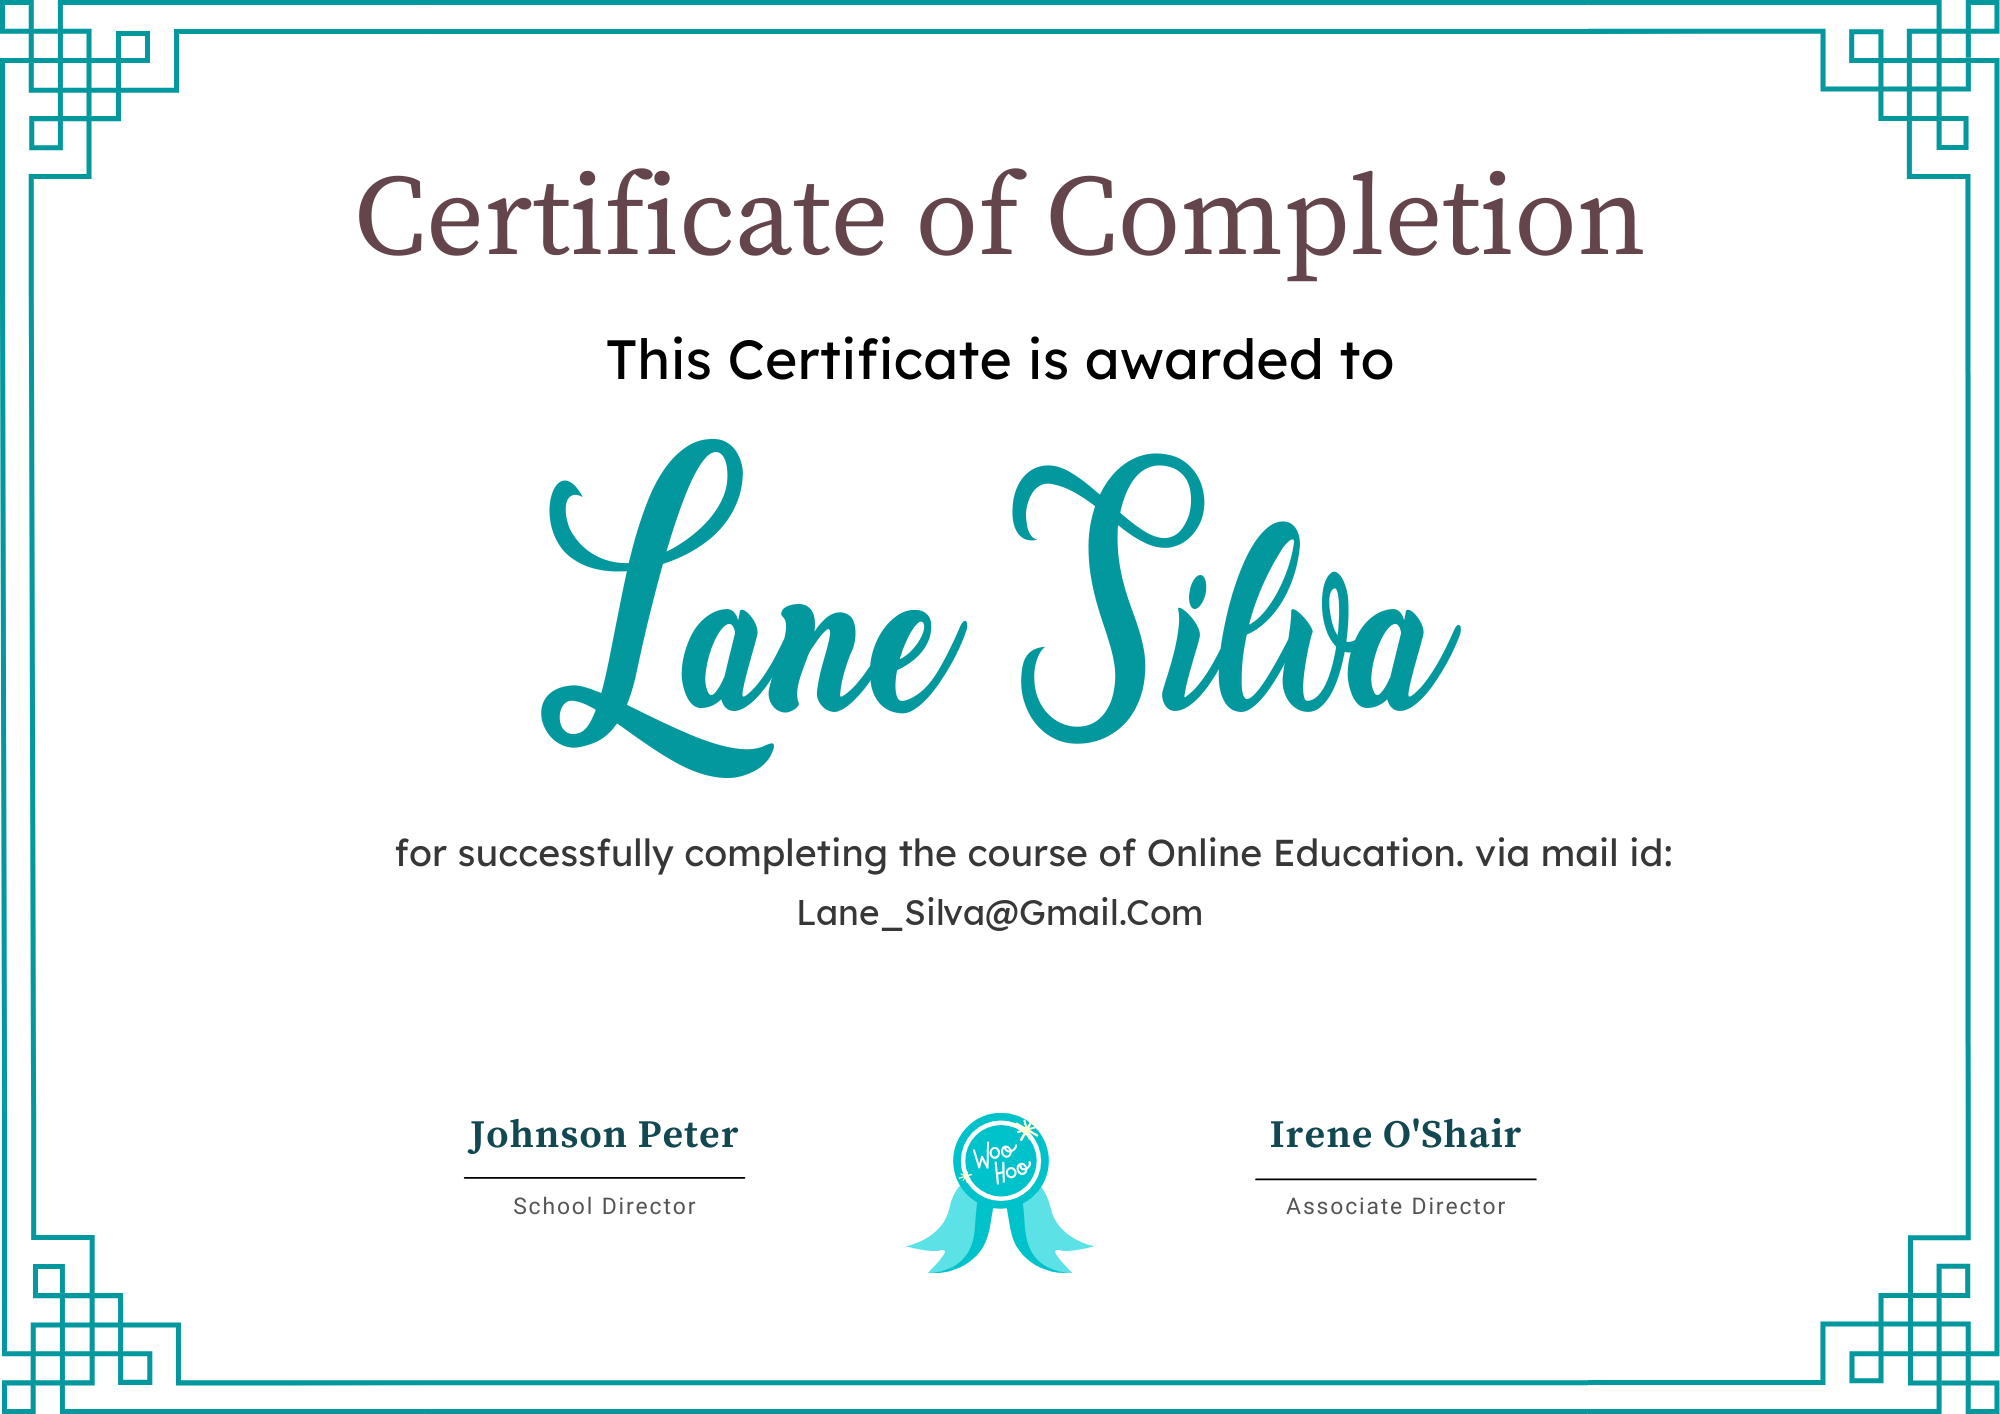 Certificate of Completion
This Certificate is awarded to
Lane Silva
for successfully completing the course of Online Education. via mail id:
Lane_Silva@Gmail.Com
Johnson Peter
School Director
Woo
Hoo
Irene O'Shair
Associate Director